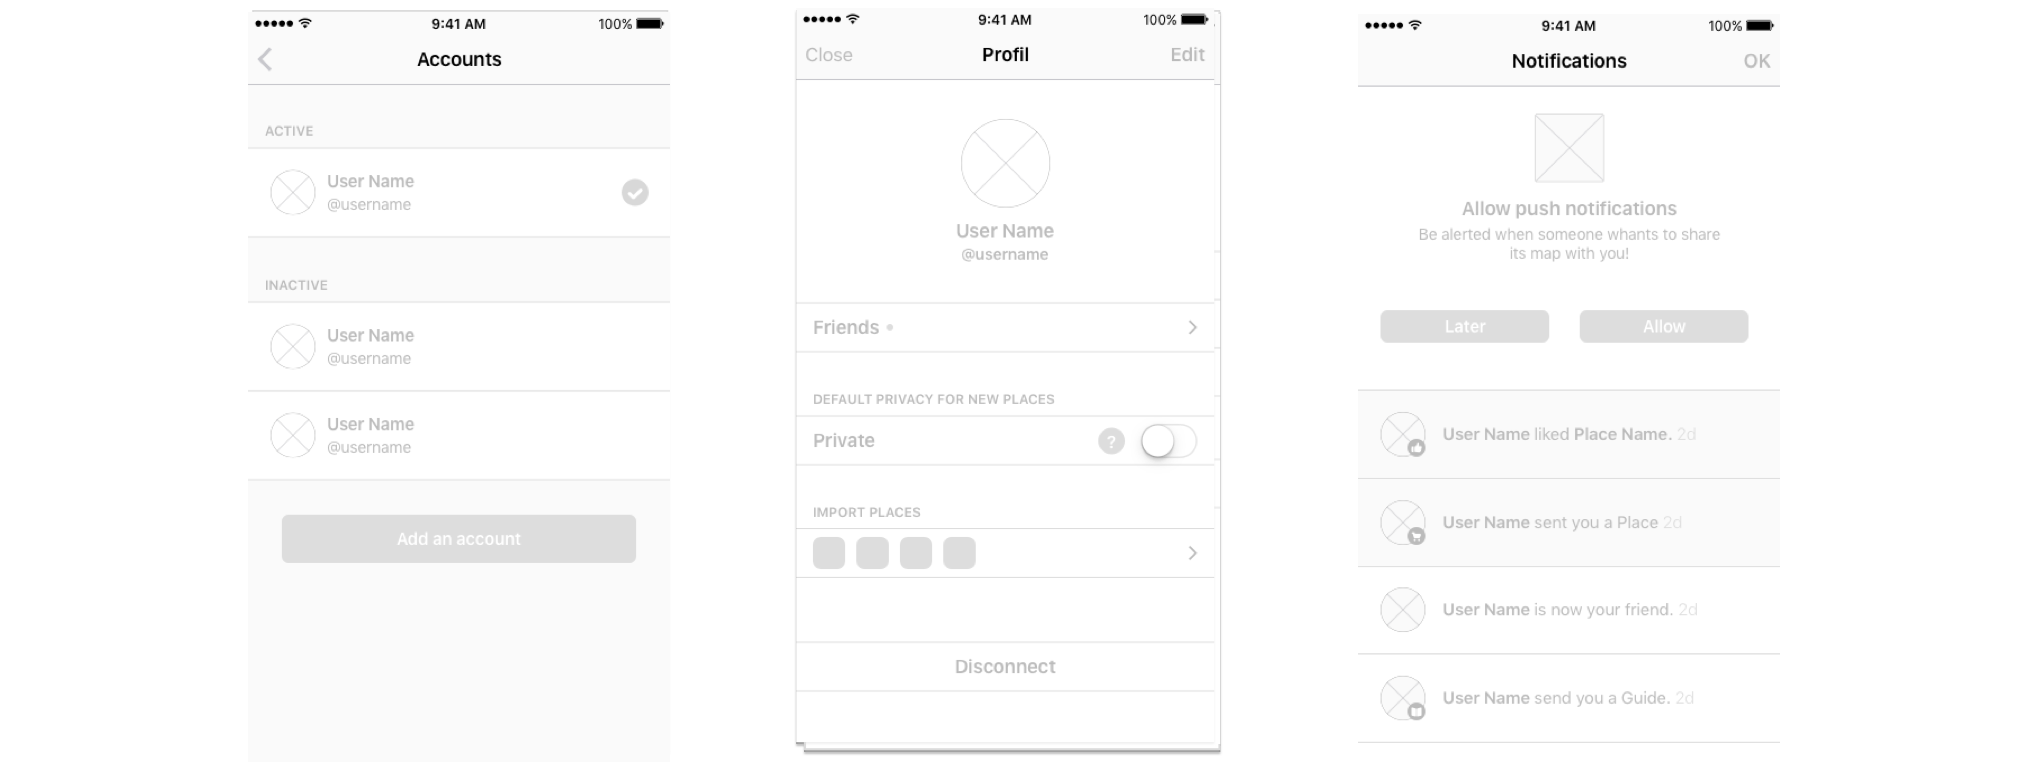 9:41 AM 100%
Accounts
ACTIVE
User Name
@username
INACTIVE
User Name
@username
User Name
@username
Add an account
9:41 AM 100%
Close Profil Edit
User Name
@username
Friends
DEFAULT PRIVACY FOR NEW PLACES
Private ?
IMPORT PLACES
Disconnect
9:41 AM 100%
Notifications OK
Allow push notifications
Be alerted when someone whants to share
its map with you!
Later Allow
User Name liked Place Name. 2d
User Name sent you a Place 2d
User Name is now your friend. 2d
User Name send you a Guide. 2d